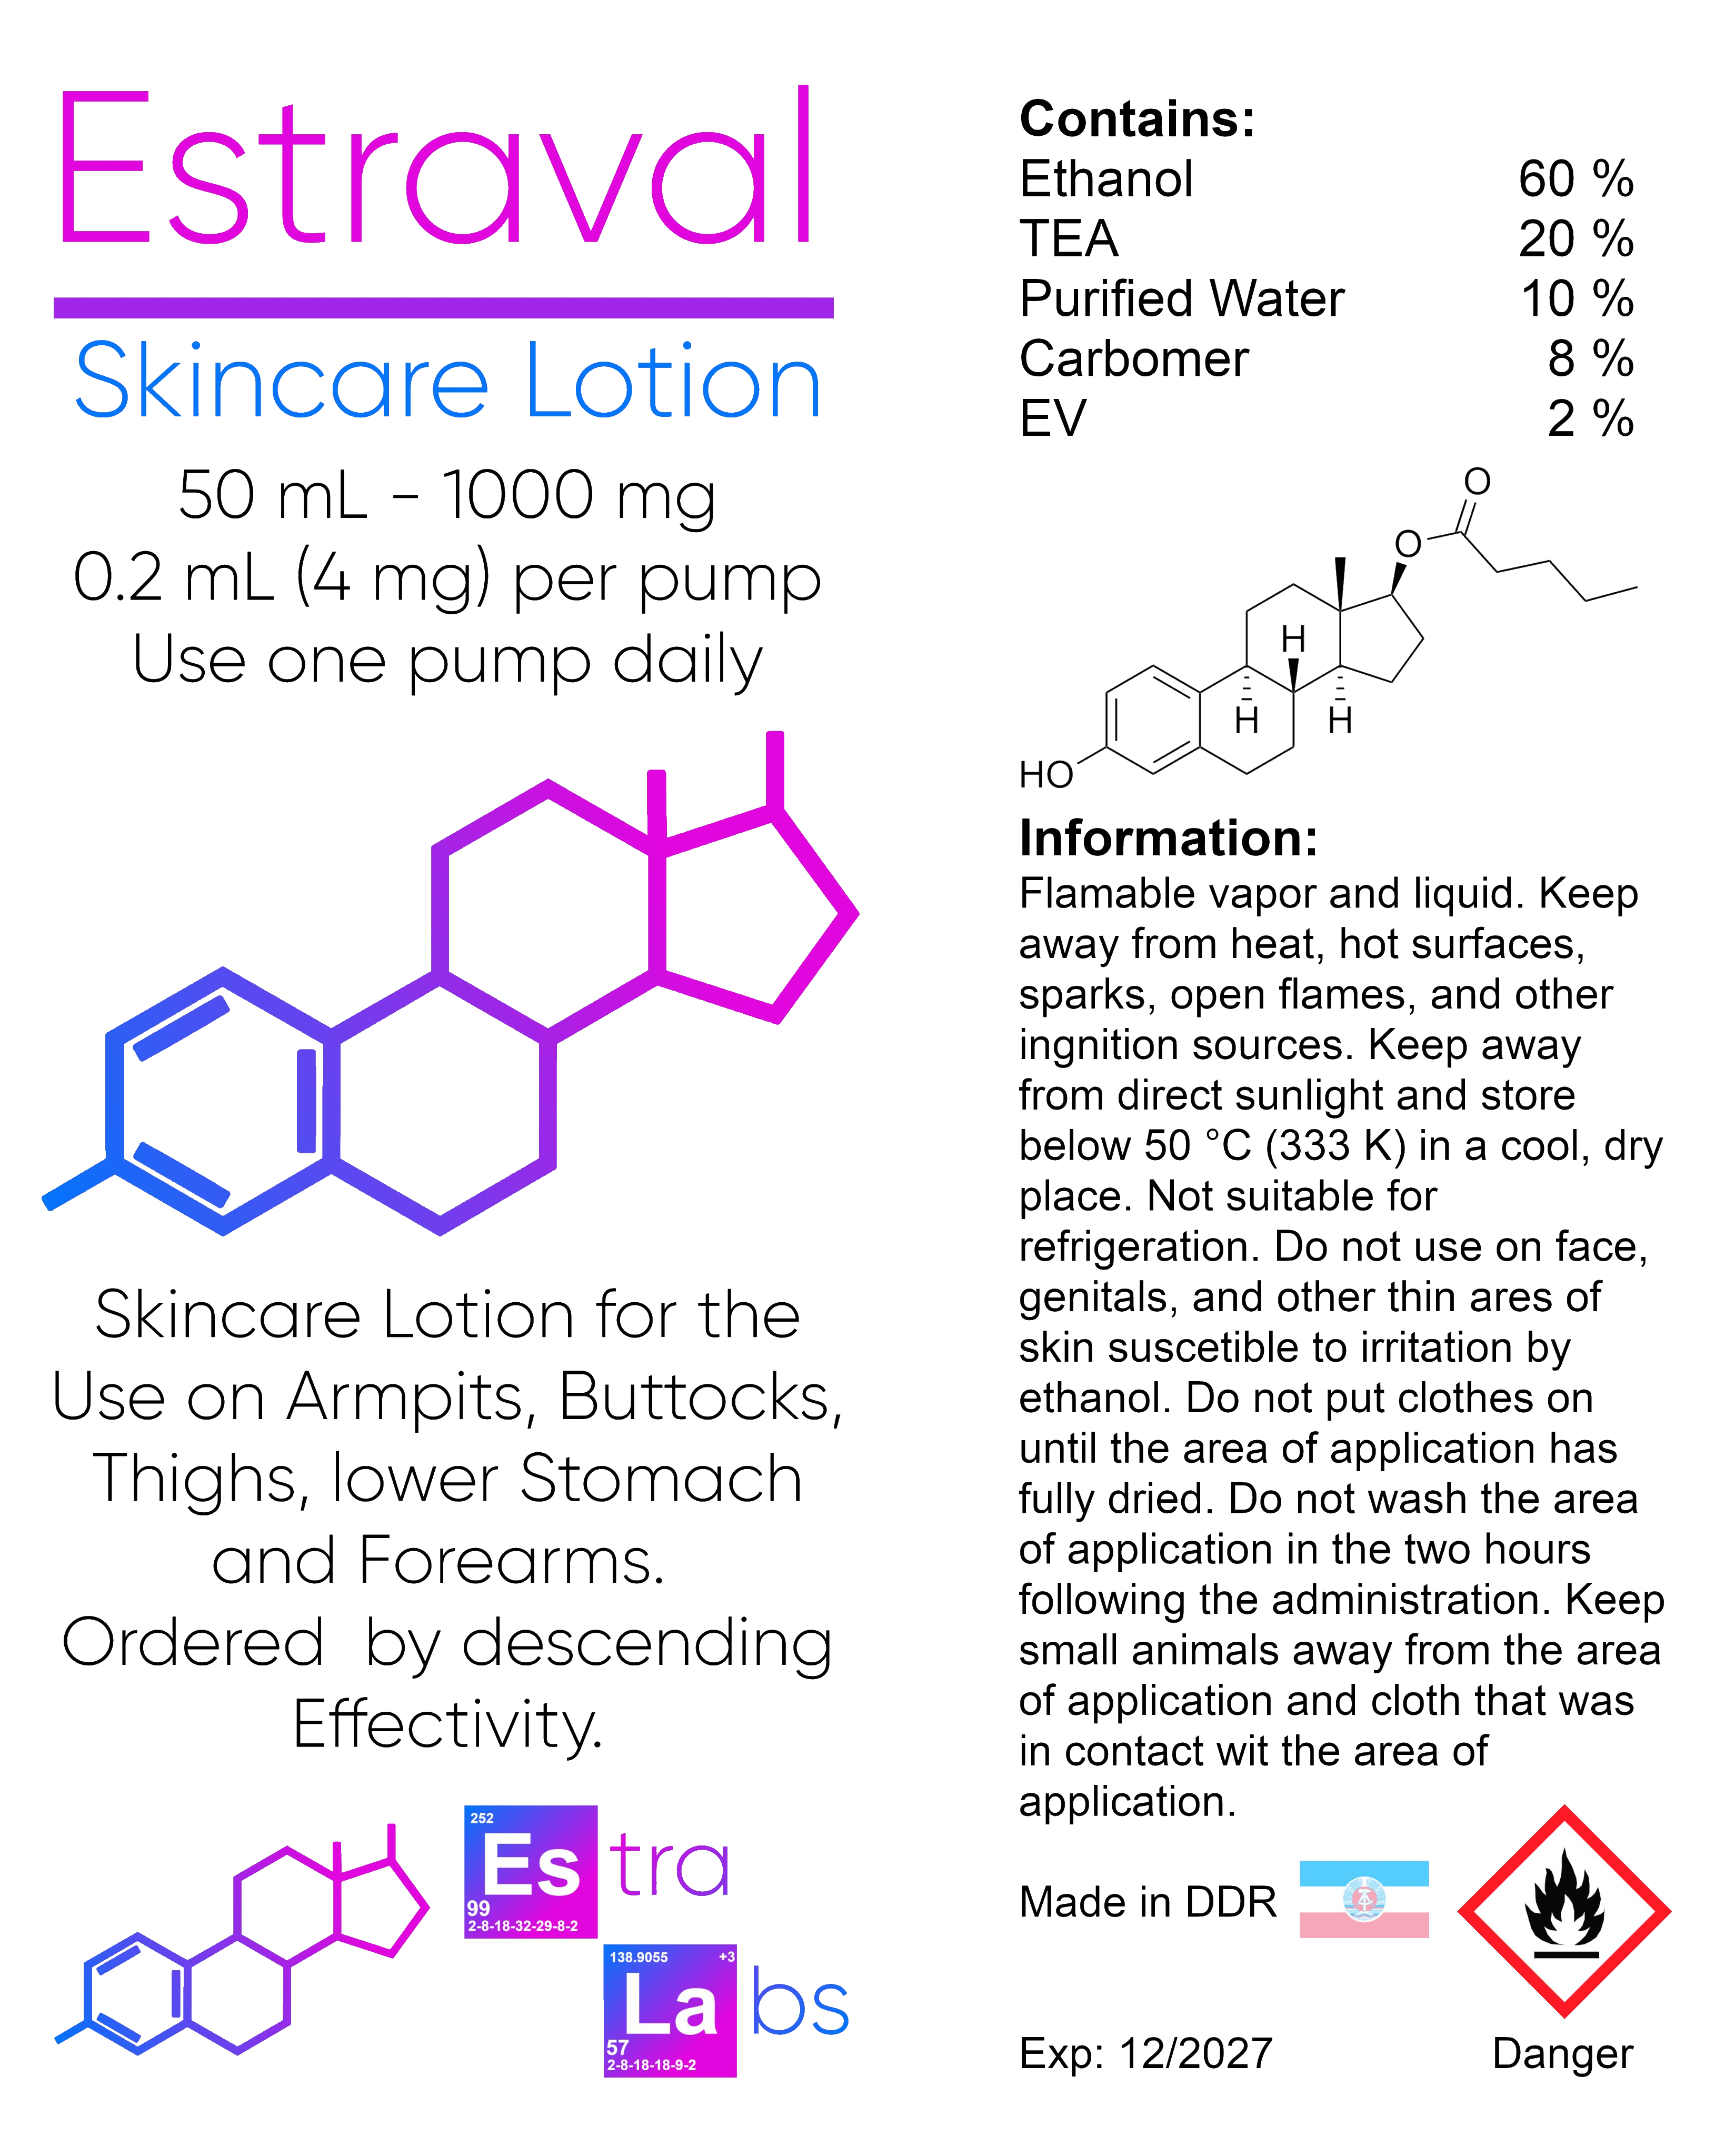 Estraval
Skincare Lotion
50 mL - 1000 mg
0.2 mL (4 mg) per pump
Use one pump daily
Skincare Lotion for the
Use on Armpits, Buttocks,
Thighs, lower Stomach
and Forearms.
Ordered  by descending
Effectivity.
252
Es tra
99
2-8-18-32-29-8-2
138.9055 +3
La bs
57
2-8-18-18-9-2
Contains:
Ethanol 60 %
TEA 20 %
Purified Water 10 %
Carbomer 8 %
EV 2 %
O
O
H
H H
HO
Information:
Flamable vapor and liquid. Keep
away from heat, hot surfaces,
sparks, open flames, and other
ingnition sources. Keep away
from direct sunlight and store
below 50 °C (333 K) in a cool, dry
place. Not suitable for
refrigeration. Do not use on face,
genitals, and other thin ares of
skin suscetible to irritation by
ethanol. Do not put clothes on
until the area of application has
fully dried. Do not wash the area
of application in the two hours
following the administration. Keep
small animals away from the area
of application and cloth that was
in contact wit the area of
application.
Made in DDR
Exp: 12/2027
Danger